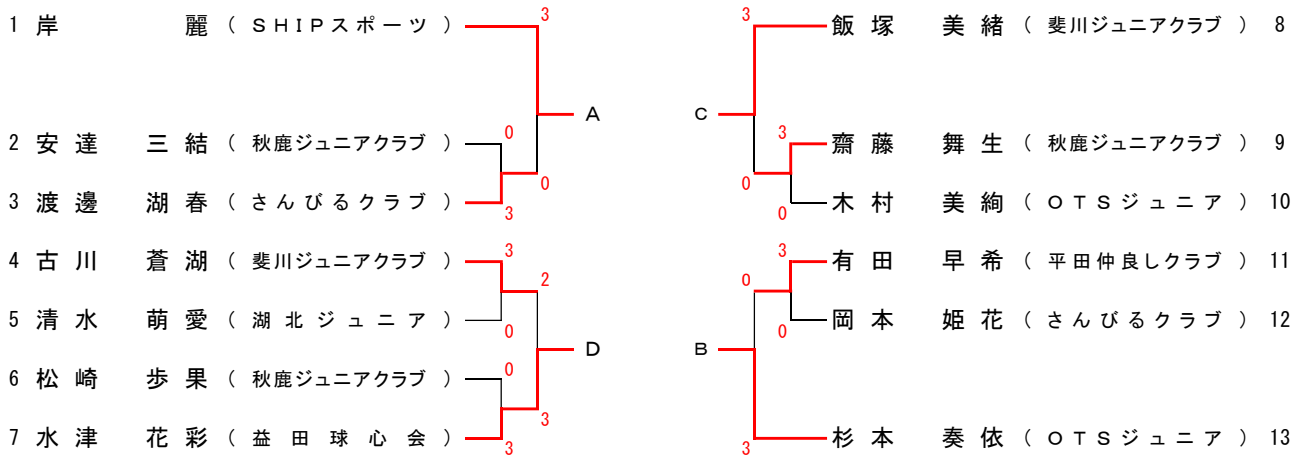 1 岸 麗 ( SHIPスポーツ ) 3
3 飯塚 美緒 ( 斐川ジュニアクラブ ) 8
A
C
2 安達 三結 ( 秋鹿ジュニアクラブ ) 0
3 齋藤 舞生 ( 秋鹿ジュニアクラブ ) 9
0
0
3 渡邊 湖春 ( さんびるクラブ ) 3
0 木村 美絢 ( OTSジュニア ) 10
4 古川 蒼湖 ( 斐川ジュニアクラブ ) 3
3 有田 早希 ( 平田仲良しクラブ ) 11
2
0
5 清水 萌愛 ( 湖北ジュニア ) 0
0 岡本 姫花 ( さんびるクラブ ) 12
D
B
6 松崎 歩果 ( 秋鹿ジュニアクラブ ) 0
3
7 水津 花彩 ( 益田球心会 ) 3
3 杉本 奏依 ( OTSジュニア ) 13